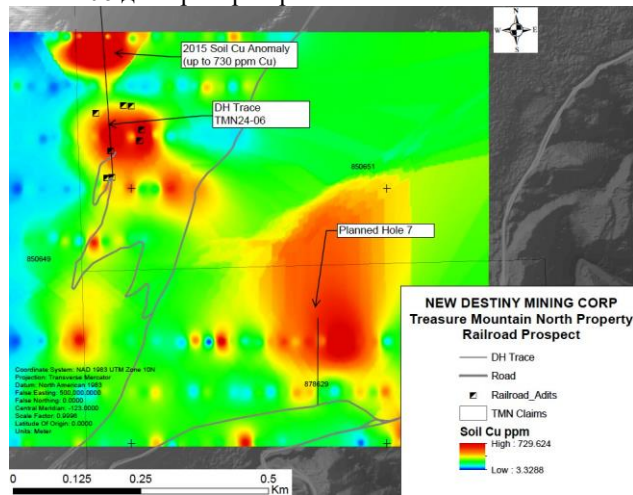 N
W E
S
2015 Soil Cu Anomaly
(up to 730 ppm Cu)
DH Trace
TMN24-06
850651
Planned Hole 7
850649
878629
NEW DESTINY MINING CORP
Treasure Mountain North Property
Railroad Prospect
DH Trace
Road
Railroad_Adits
TMN Claims
Soil Cu ppm
High : 729.624
Low : 3.3288
Coordinate System: NAD 1983 UTM Zone 10N
Projection: Transverse Mercator
Datum: North American 1983
False Easting: 500,000.0000
False Northing: 0.0000
Central Meridian: -123.0000
Scale Factor: 0.9996
Latitude Of Origin: 0.0000
Units: Meter
0 0.125 0.25 0.5
Km